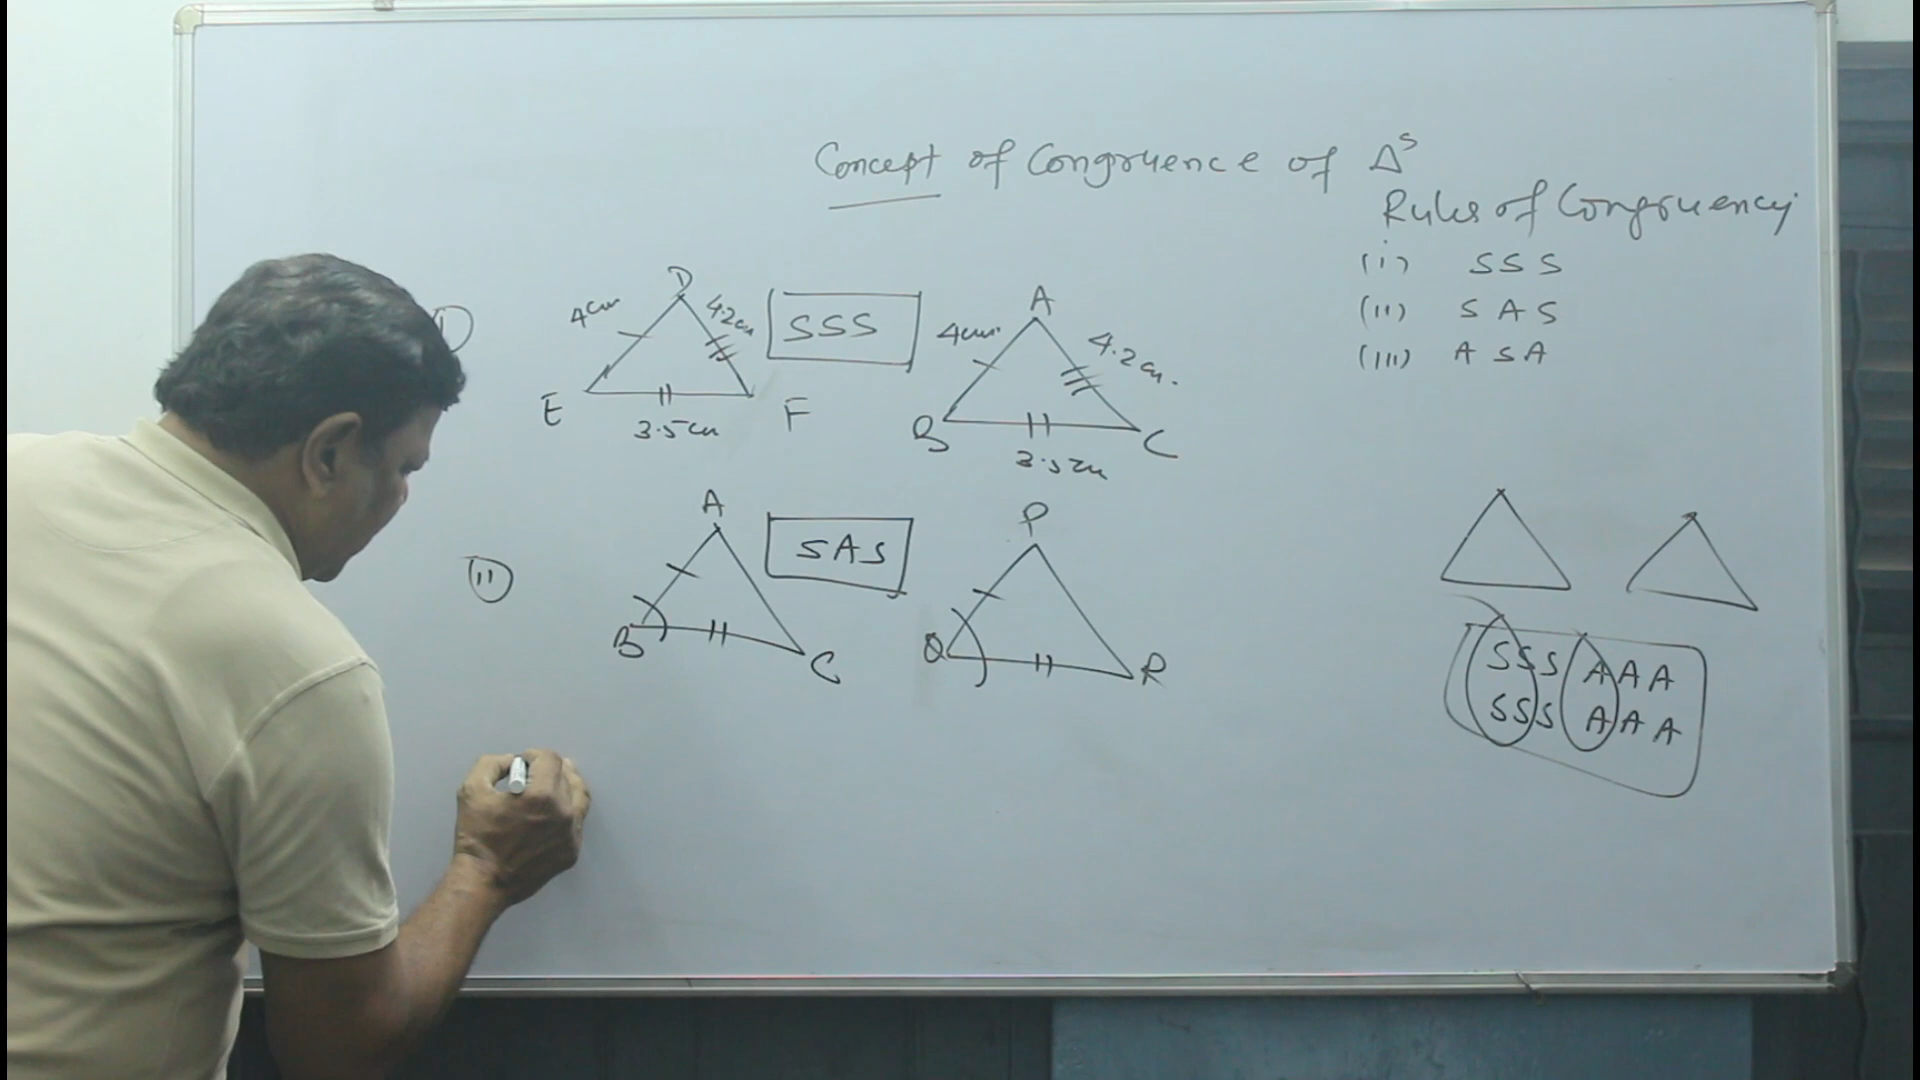 Concept of Congruence of Δs
Rules of Congruency
(i) SSS
(ii) SAS
(iii) ASA
D
4cm 4.2cm
E F
3.5cm
SSS
A
4cm 4.2cm.
B C
3.5cm
(ii)
A
B C
SAS
P
Q R
SSS AAA
SSS AAA